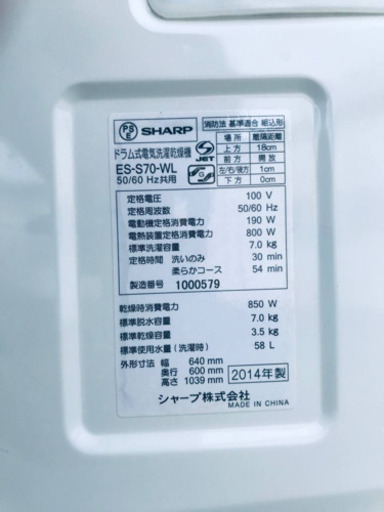 PS E SHARP
ドラム式電気洗濯乾燥機
ES-S70-WL
50/60 Hz共用
JET
消防法 基準適合 組込形
場所 離隔距離
上方 18cm
前方 開放
左/右/後方 1cm
下方 0cm
定格電圧 100 V
定格周波数 50/60 Hz
電動機定格消費電力 190 W
電熱装置定格消費電力 800 W
標準洗濯容量 7.0 kg
定格時間 洗いのみ 30 min
柔らかコース 54 min
製造番号 1000579
乾燥時消費電力 850 W
標準脱水容量 7.0 kg
標準乾燥容量 3.5 kg
標準使用水量(洗濯時) 58 L
外形寸法 幅 640 mm
奥行 600 mm
高さ 1039 mm
2014年製
シャープ株式会社
MADE IN CHINA